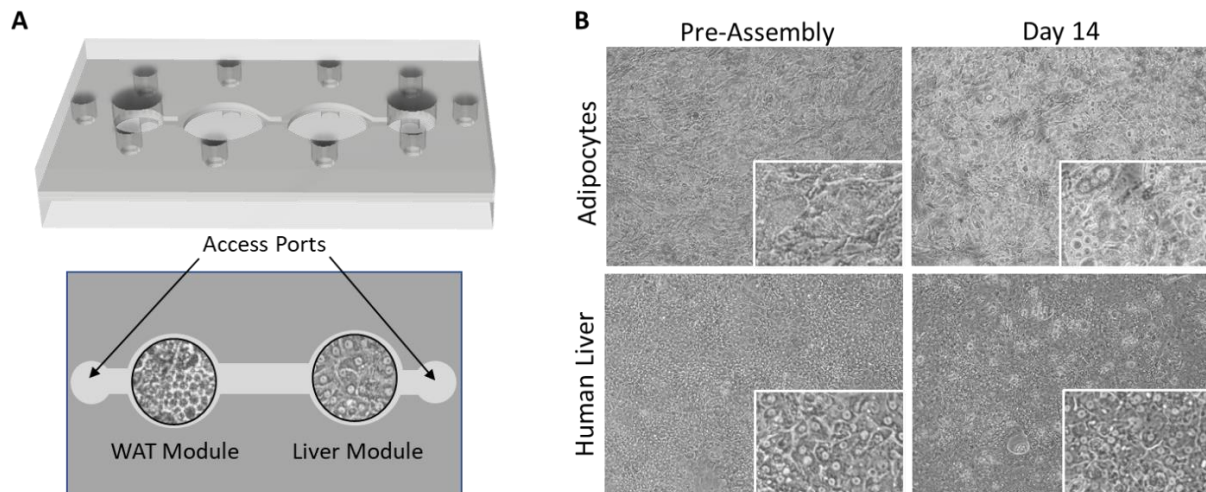 A
Access Ports
WAT Module
Liver Module
B
Pre-Assembly
Day 14
Adipocytes
Human Liver